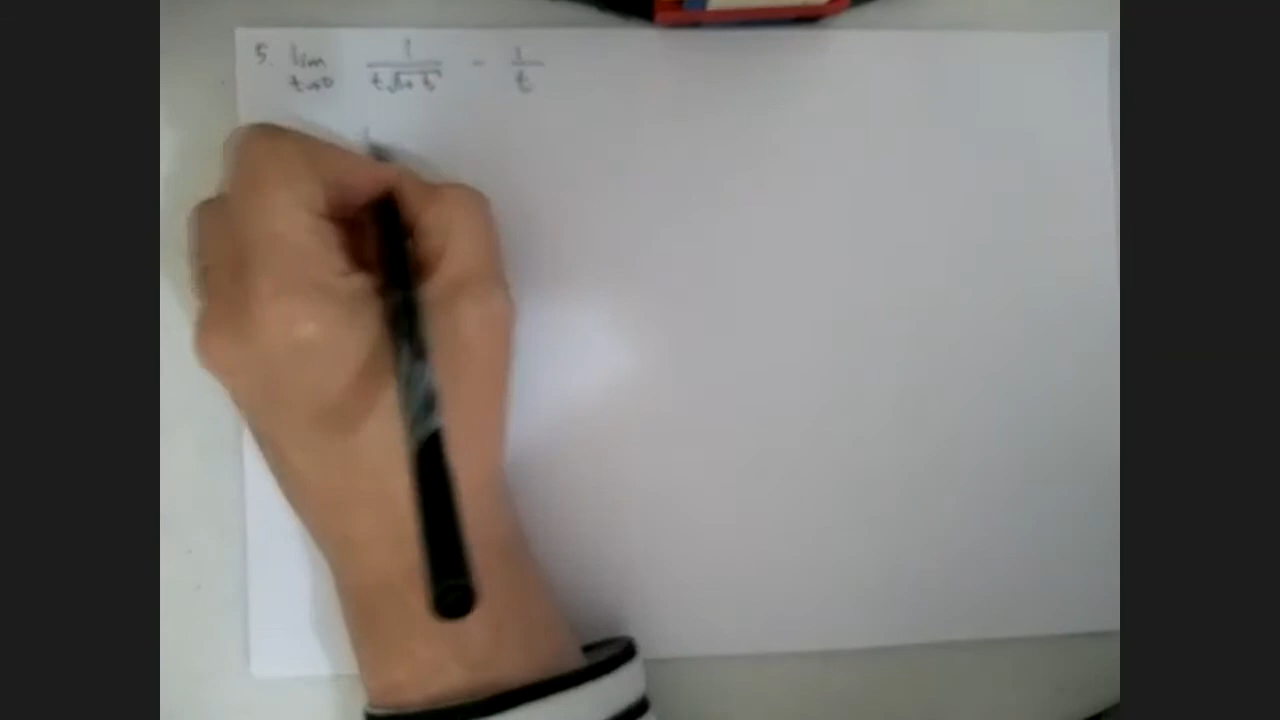 5. lim t→0 1/(t√(1+t)) - 1/t